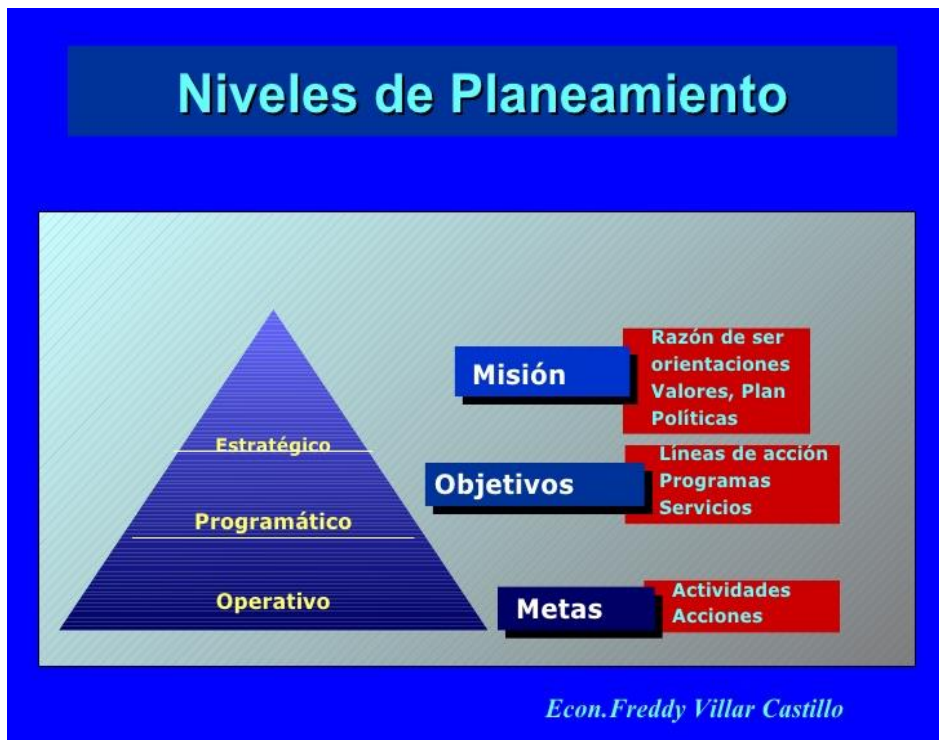 Niveles de Planeamiento
Estratégico
Programático
Operativo
Misión
Razón de ser
orientaciones
Valores, Plan
Políticas
Objetivos
Líneas de acción
Programas
Servicios
Metas
Actividades
Acciones
Econ.Freddy Villar Castillo